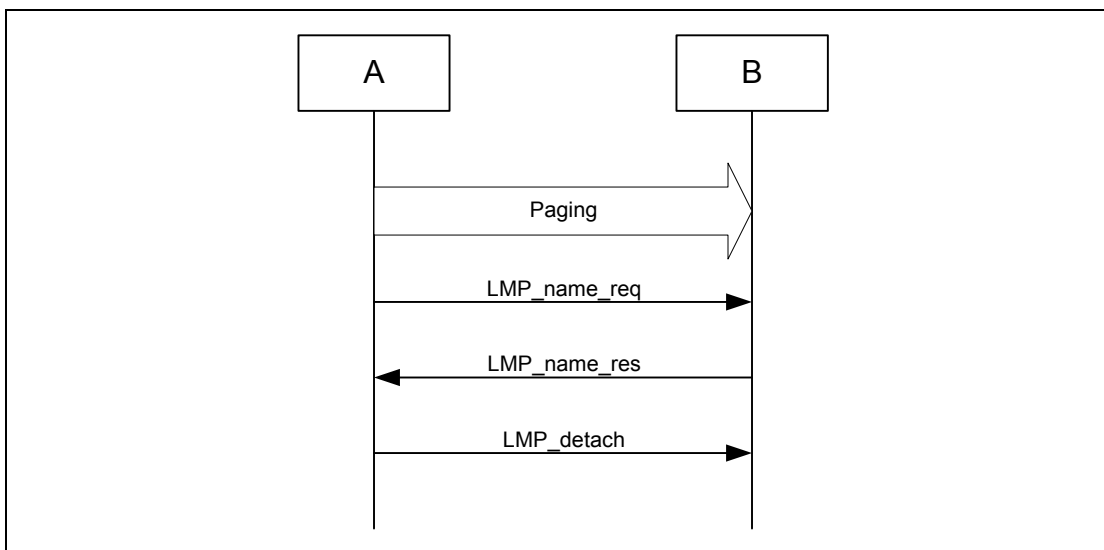 A
B
Paging
LMP_name_req
LMP_name_res
LMP_detach